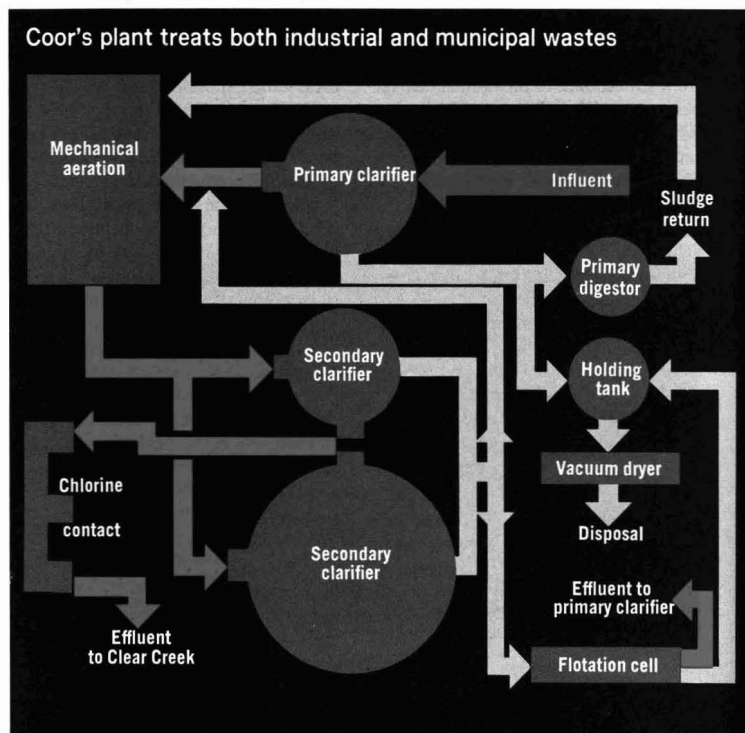 Coor's plant treats both industrial and municipal wastes
Mechanical
aeration
Primary clarifier
Influent
Sludge
return
Primary
digestor
Secondary
clarifier
Holding
tank
Vacuum dryer
Disposal
Chlorine
contact
Secondary
clarifier
Effluent to
primary clarifier
Effluent
to Clear Creek
Flotation cell